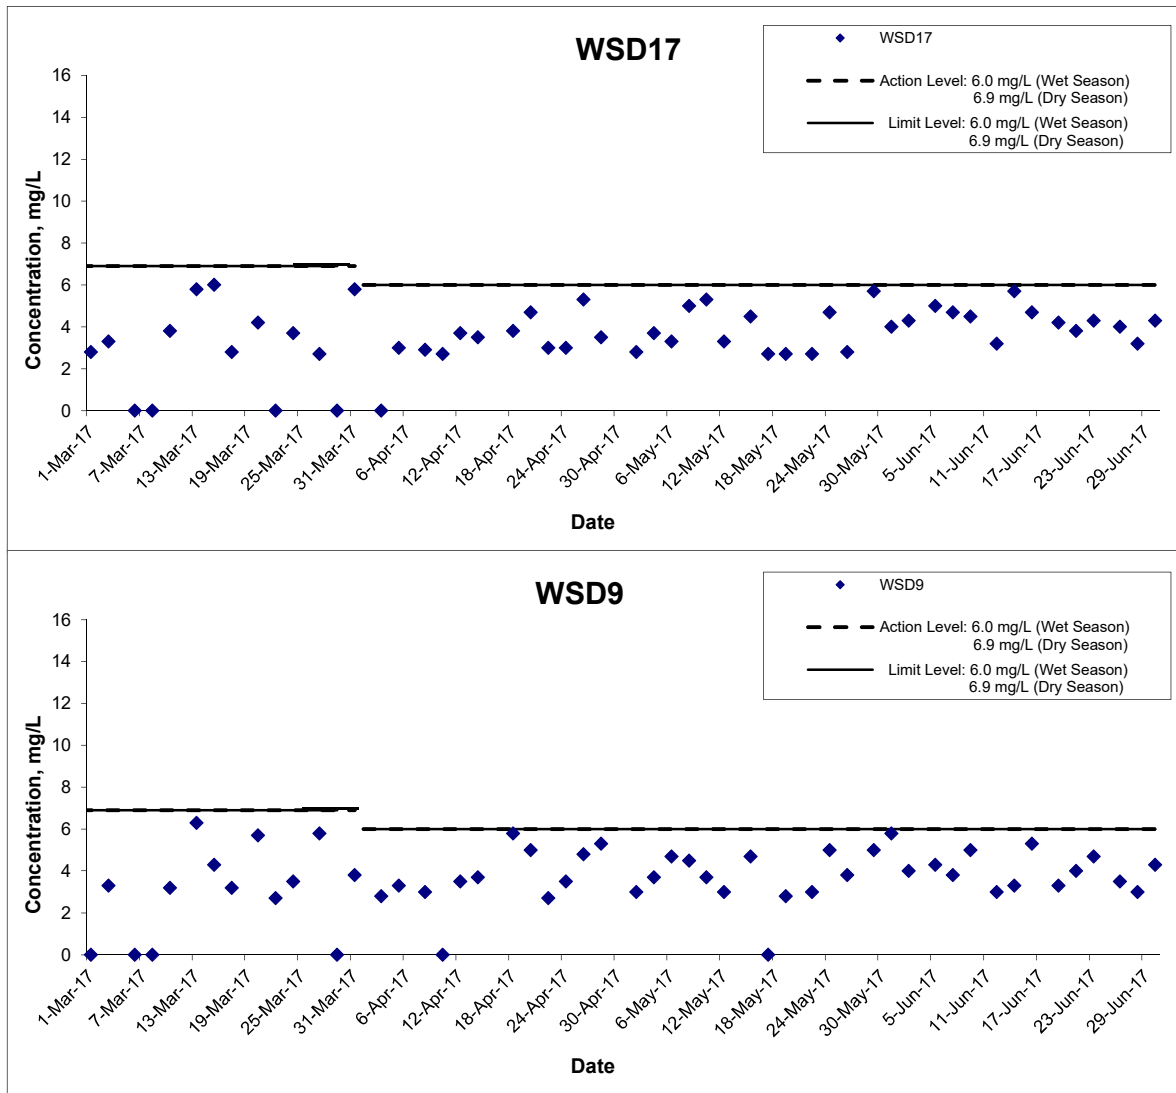 WSD17
WSD17
Action Level: 6.0 mg/L (Wet Season)
6.9 mg/L (Dry Season)
Limit Level: 6.0 mg/L (Wet Season)
6.9 mg/L (Dry Season)
Concentration, mg/L
16
14
12
10
8
6
4
2
0
1-Mar-17
7-Mar-17
13-Mar-17
19-Mar-17
25-Mar-17
31-Mar-17
6-Apr-17
12-Apr-17
18-Apr-17
24-Apr-17
30-Apr-17
6-May-17
12-May-17
18-May-17
24-May-17
30-May-17
5-Jun-17
11-Jun-17
17-Jun-17
23-Jun-17
29-Jun-17
Date
WSD9
WSD9
Action Level: 6.0 mg/L (Wet Season)
6.9 mg/L (Dry Season)
Limit Level: 6.0 mg/L (Wet Season)
6.9 mg/L (Dry Season)
Concentration, mg/L
16
14
12
10
8
6
4
2
0
1-Mar-17
7-Mar-17
13-Mar-17
19-Mar-17
25-Mar-17
31-Mar-17
6-Apr-17
12-Apr-17
18-Apr-17
24-Apr-17
30-Apr-17
6-May-17
12-May-17
18-May-17
24-May-17
30-May-17
5-Jun-17
11-Jun-17
17-Jun-17
23-Jun-17
29-Jun-17
Date